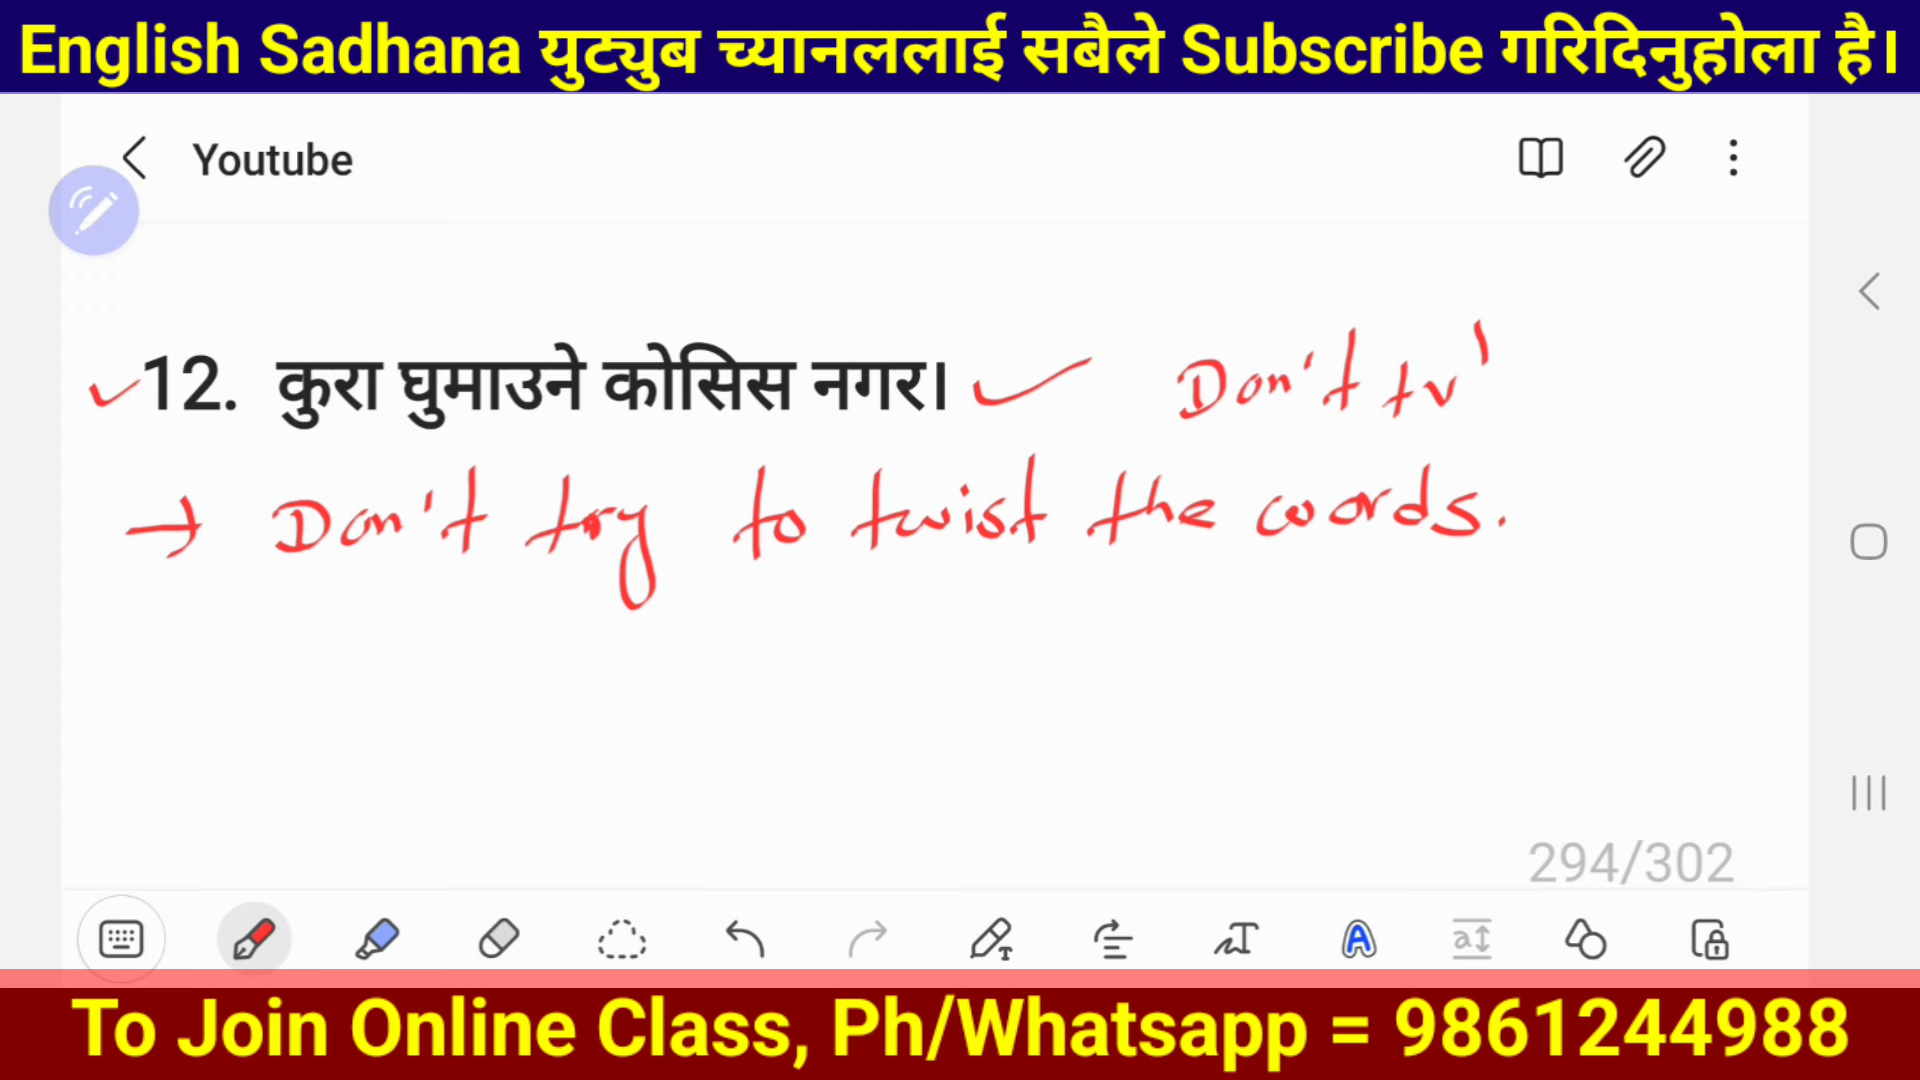 English Sadhana युट्युब च्यानललाई सबैले Subscribe गरिदिनुहोला है।
Youtube
12. कुरा घुमाउने कोसिस नगर। Don't
→ Don't try to twist the words.
294/302
To Join Online Class, Ph/Whatsapp = 9861244988